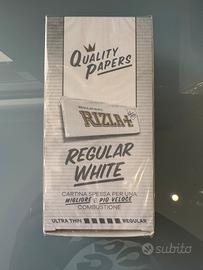 QUALITY
PAPERS
RIZLA+
REGULAR
WHITE
CARTINA SPESSA PER UNA
MIGLIORE E PIÙ VELOCE
COMBUSTIONE
ULTRA THIN REGULAR
subito